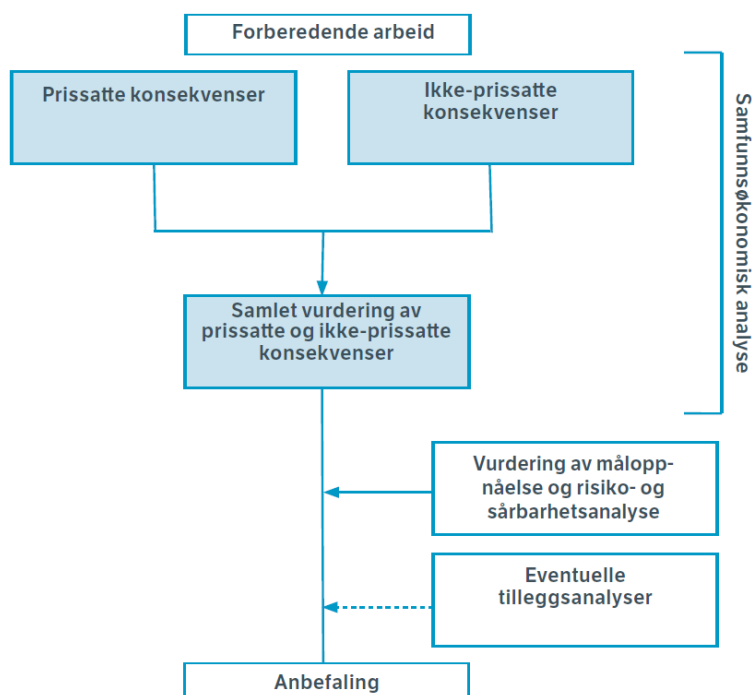 Forberedende arbeid
Prissatte konsekvenser
Ikke-prissatte
konsekvenser
Samfunnsøkonomisk analyse
Samlet vurdering av
prissatte og ikke-prissatte
konsekvenser
Vurdering av målopp-
nåelse og risiko- og
sårbarhetsanalyse
Eventuelle
tilleggsanalyser
Anbefaling